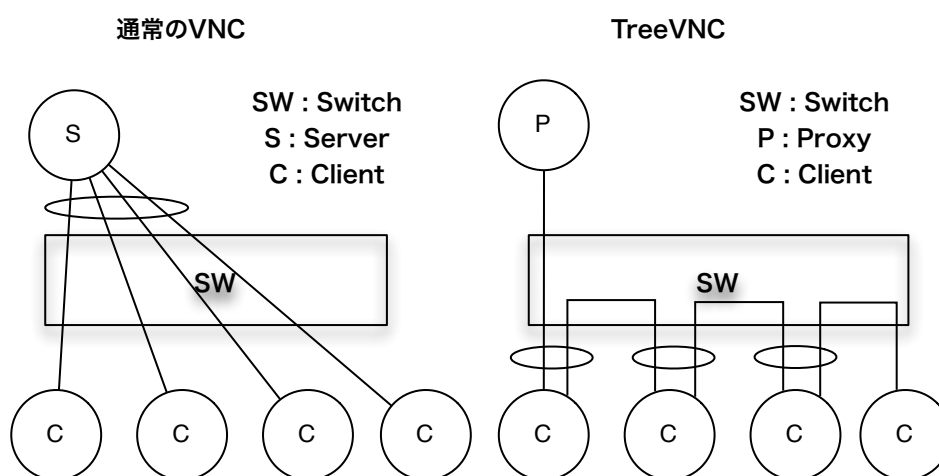 通常のVNC
TreeVNC
SW : Switch
S : Server
C : Client
SW : Switch
P : Proxy
C : Client
S
P
SW
SW
C
C
C
C
C
C
C
C